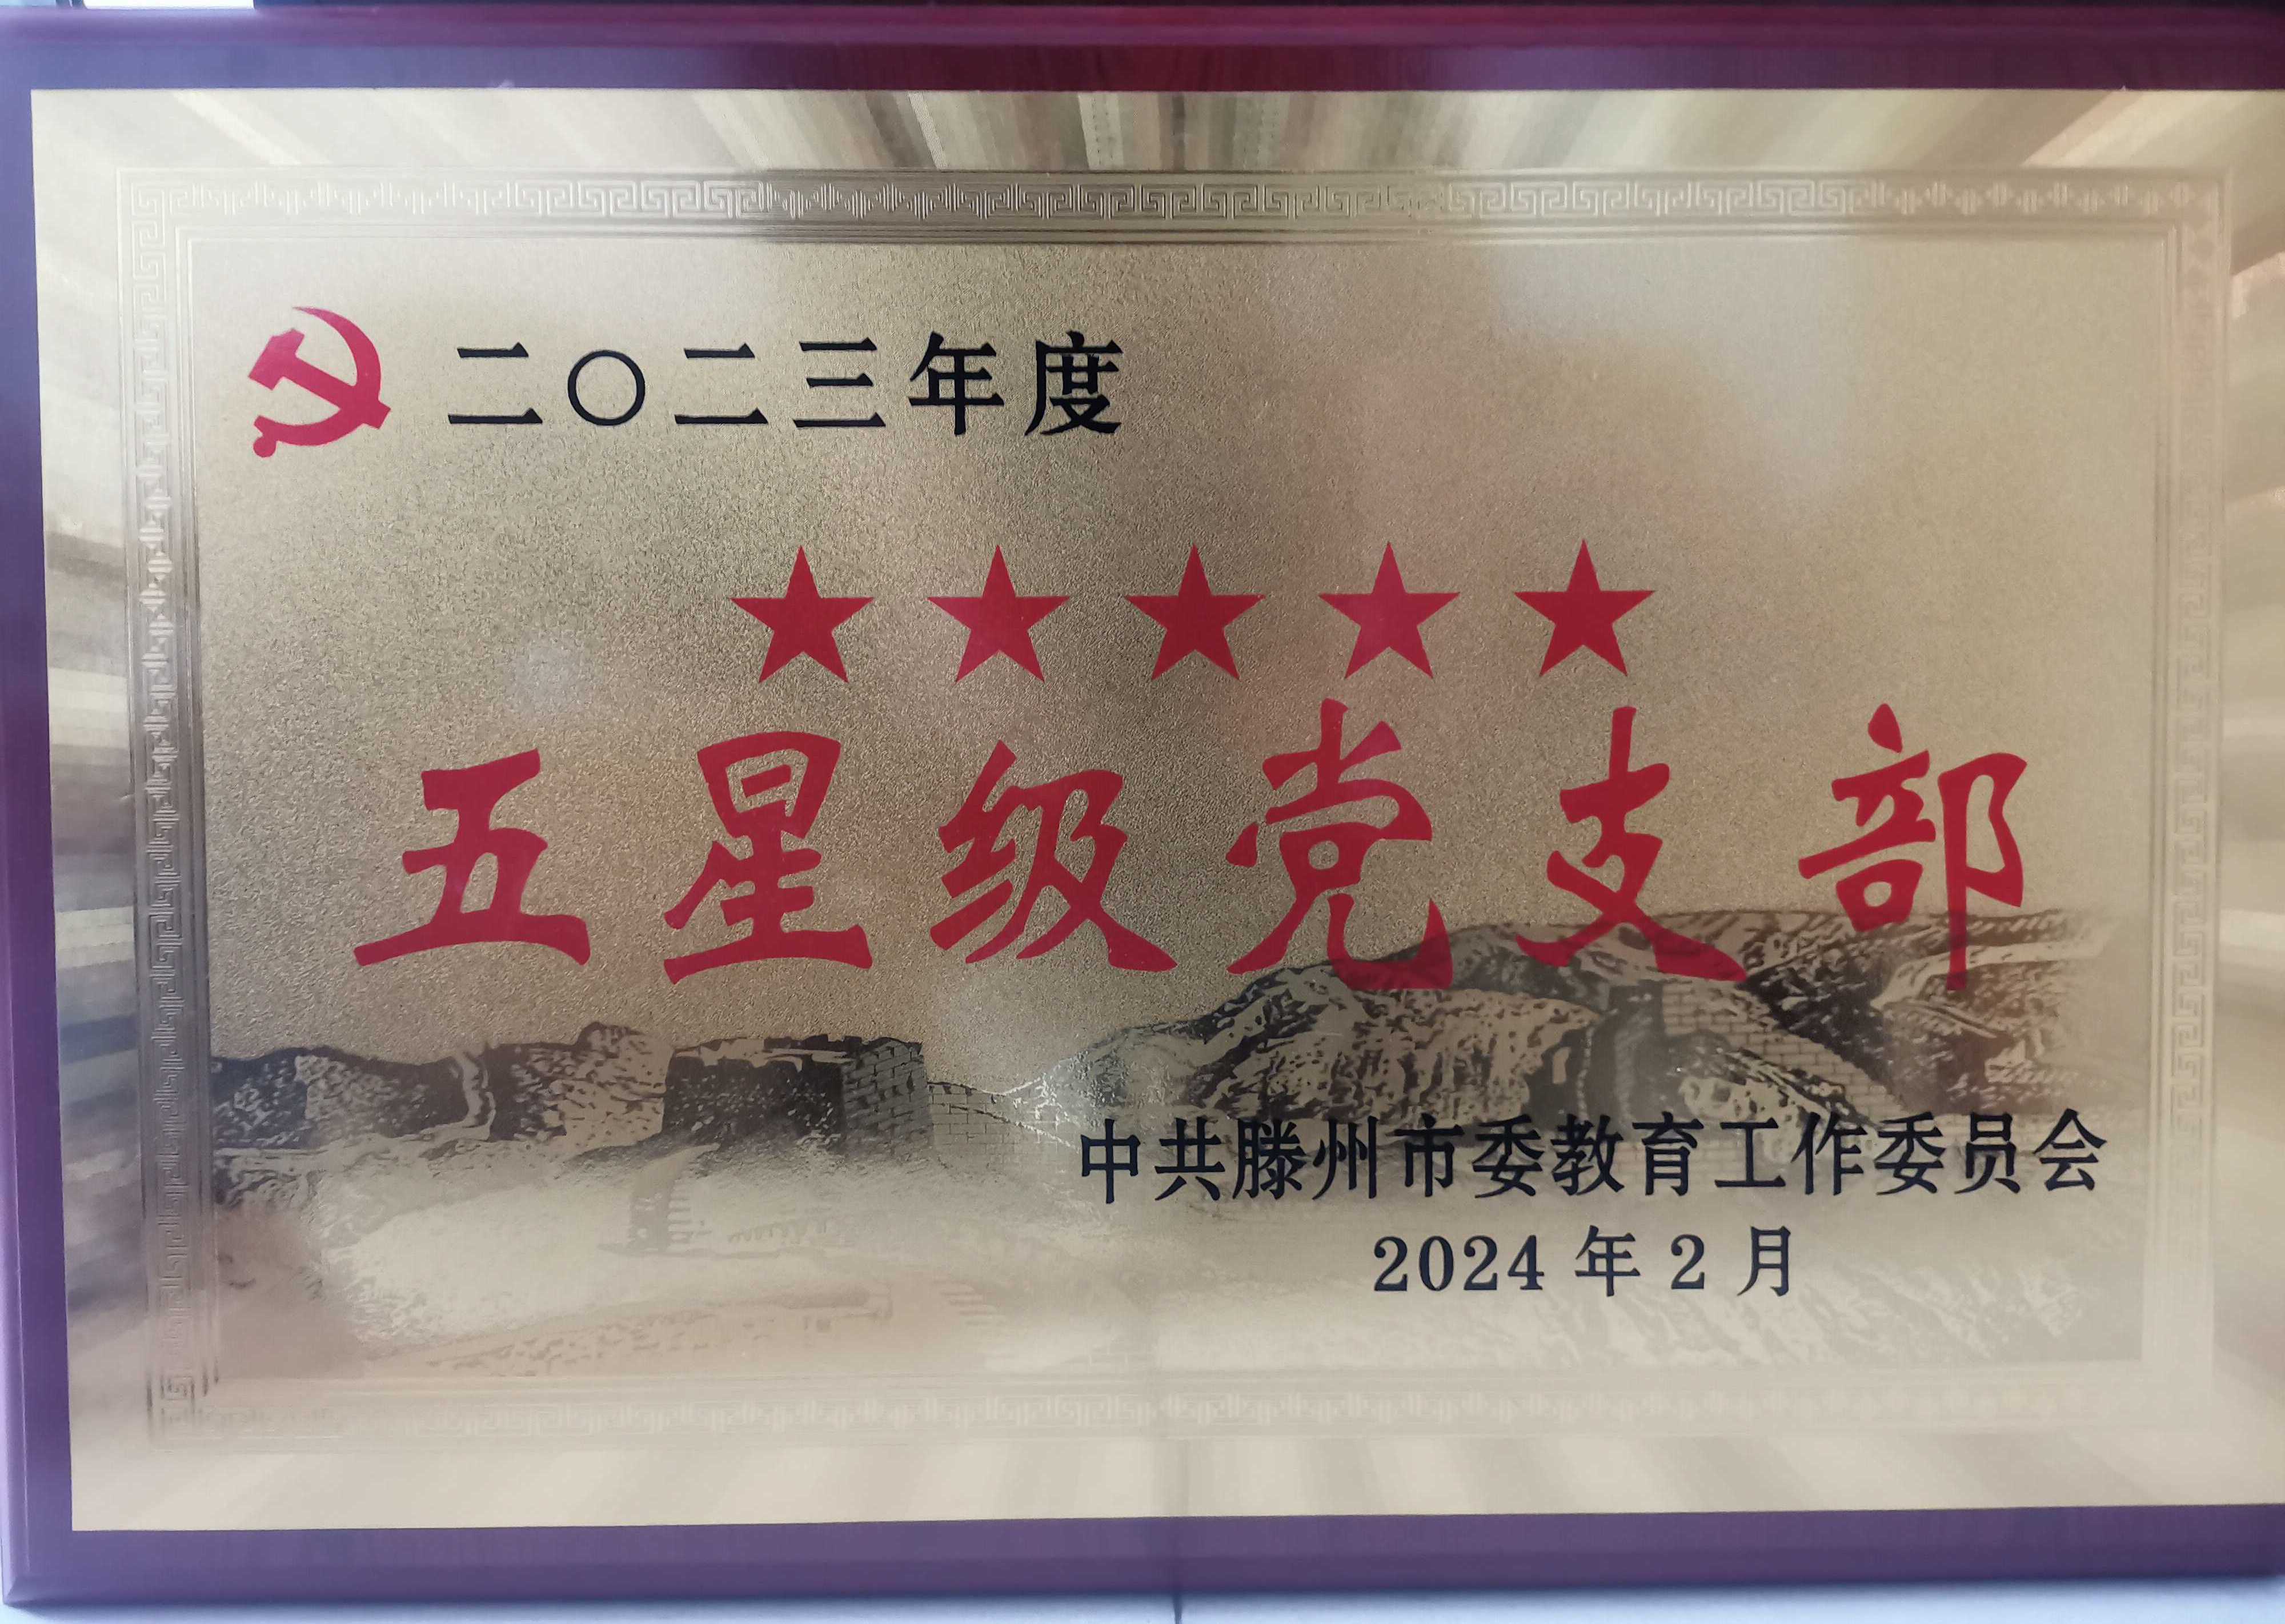 二〇二三年度
五星级党支部
中共滕州市委教育工作委员会
2024年2月